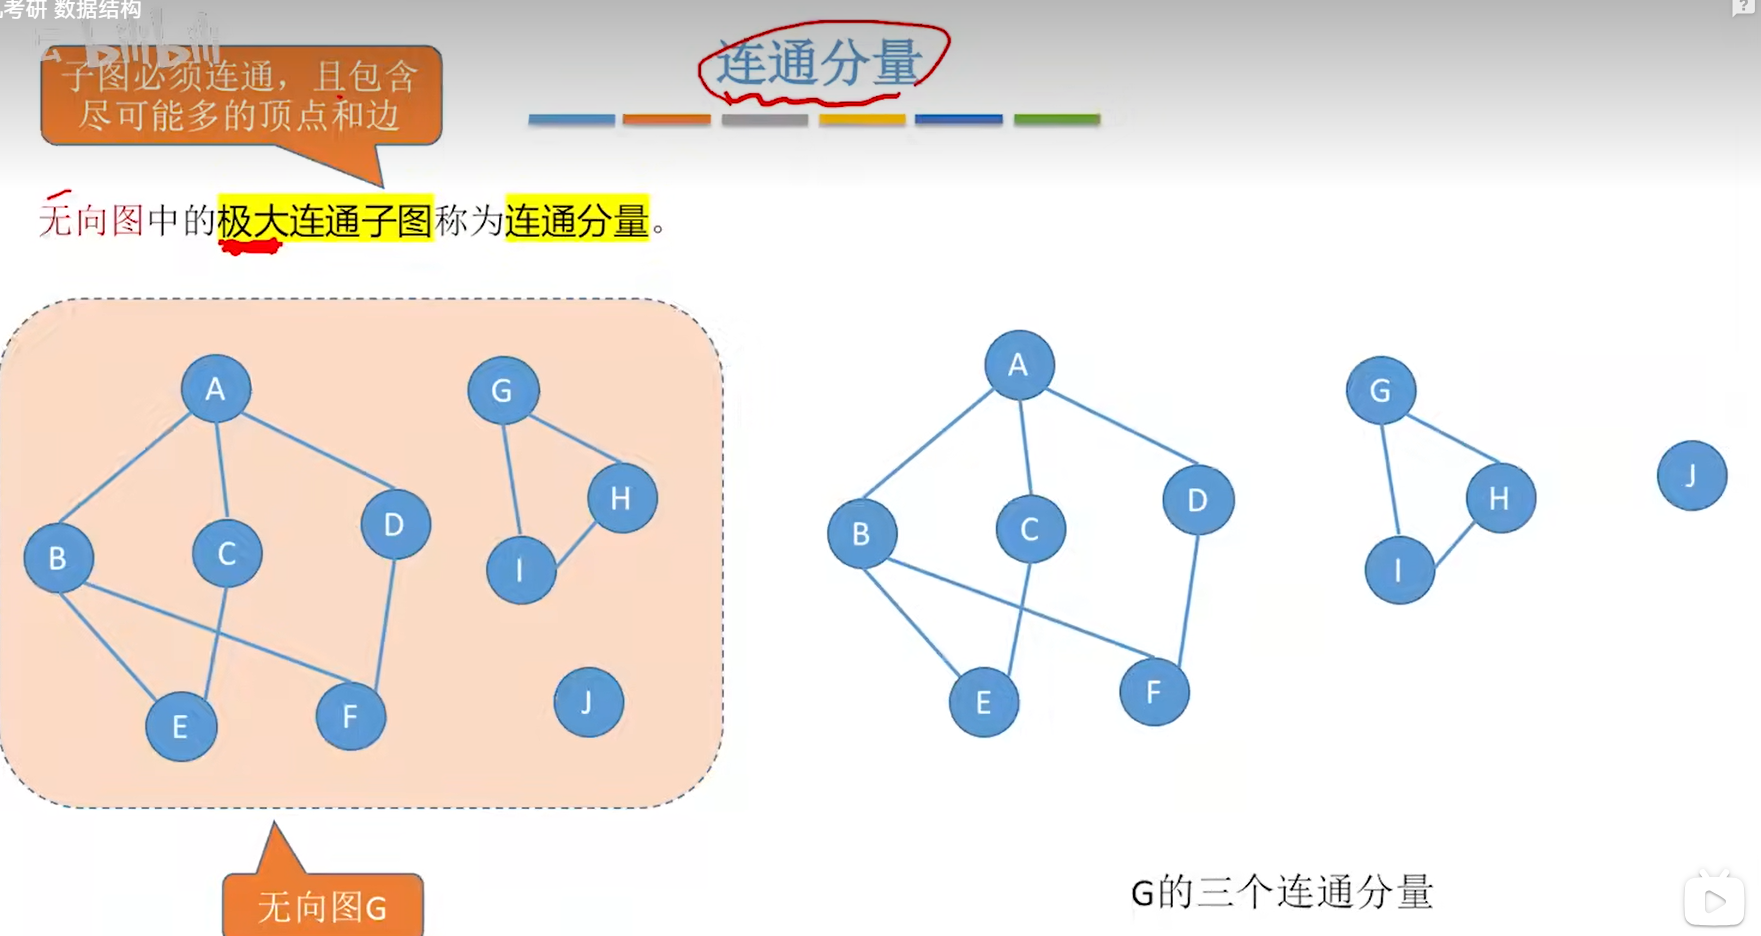 考研 数据结构
bilibili
连通分量
子图必须连通，且包含
尽可能多的顶点和边
无向图中的极大连通子图称为连通分量。
A
G
H
D
B
C
I
E
F
J
A
G
J
H
D
B
C
I
E
F
无向图G
G的三个连通分量
?